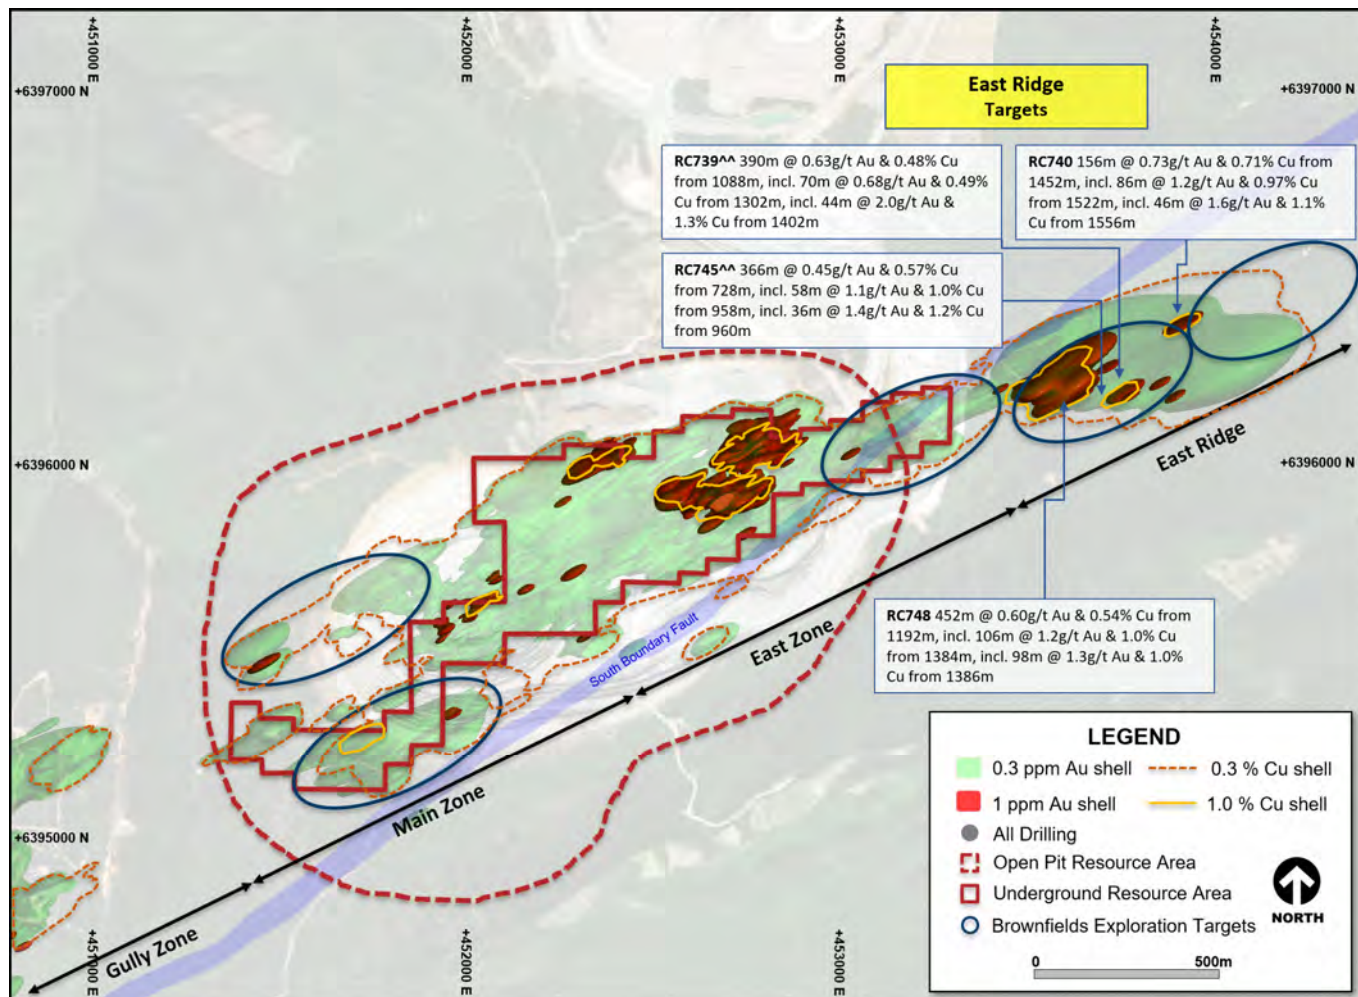 +451000 E
+452000 E
+453000 E
+454000 E
+6397000 N
+6397000 N
East Ridge
Targets
RC739^^ 390m @ 0.63g/t Au & 0.48% Cu
from 1088m, incl. 70m @ 0.68g/t Au & 0.49%
Cu from 1302m, incl. 44m @ 2.0g/t Au &
1.3% Cu from 1402m
RC740 156m @ 0.73g/t Au & 0.71% Cu from
1452m, incl. 86m @ 1.2g/t Au & 0.97% Cu
from 1522m, incl. 46m @ 1.6g/t Au & 1.1%
Cu from 1556m
RC745^^ 366m @ 0.45g/t Au & 0.57% Cu
from 728m, incl. 58m @ 1.1g/t Au & 1.0% Cu
from 958m, incl. 36m @ 1.4g/t Au & 1.2% Cu
from 960m
+6396000 N
+6396000 N
East Ridge
East Zone
South Boundary Fault
RC748 452m @ 0.60g/t Au & 0.54% Cu from
1192m, incl. 106m @ 1.2g/t Au & 1.0% Cu
from 1384m, incl. 98m @ 1.3g/t Au & 1.0%
Cu from 1386m
Main Zone
+6395000 N
Gully Zone
+451000 E
+452000 E
+453000 E
LEGEND
0.3 ppm Au shell
0.3 % Cu shell
1 ppm Au shell
1.0 % Cu shell
All Drilling
Open Pit Resource Area
Underground Resource Area
Brownfields Exploration Targets
NORTH
0
500m